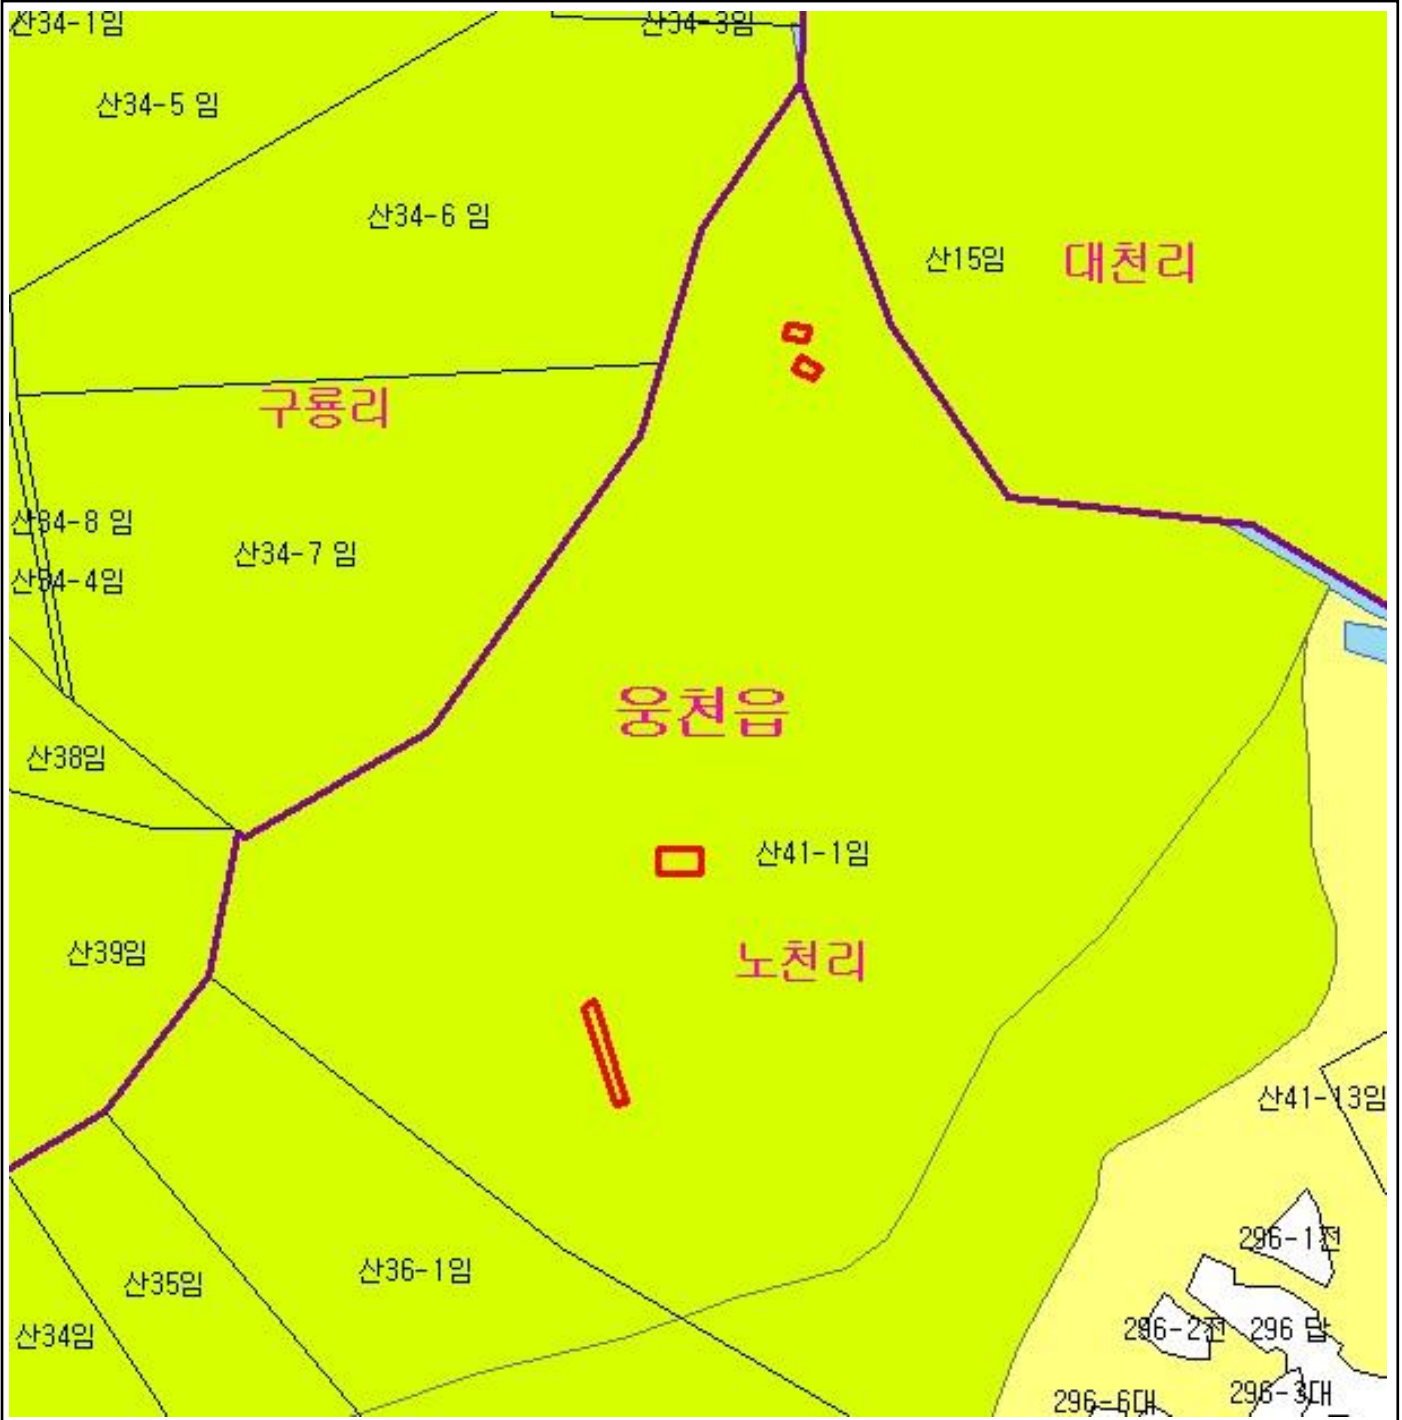 산34-1임
산34-3임
산34-5 임
산34-6 임
산15임
대천리
구룡리
산34-8 임
산34-7 임
산34-4임
웅천읍
산38임
산41-1임
산39임
노천리
산41-13임
296-1전
산36-1임
산35임
296-2전
296 답
산34임
296-3대
296-6대